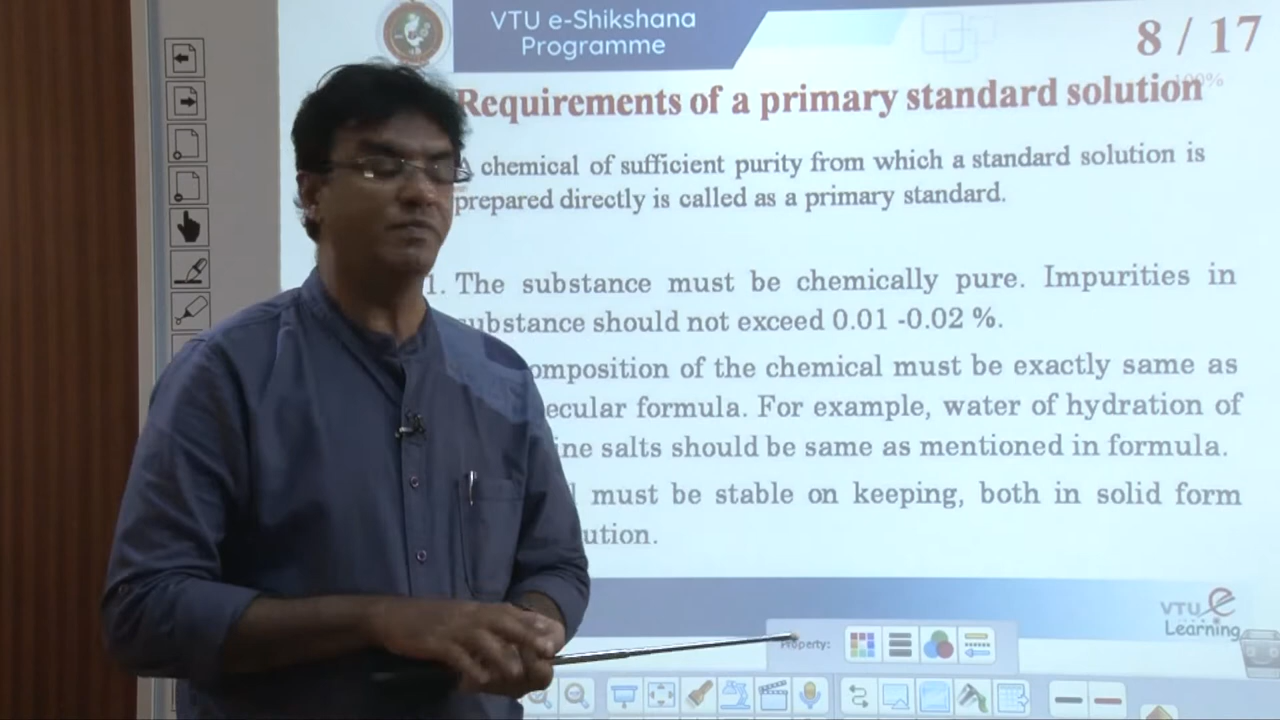 VTU e-Shikshana
Programme
8 / 17
100%
Requirements of a primary standard solution
A chemical of sufficient purity from which a standard solution is
prepared directly is called as a primary standard.
1. The substance must be chemically pure. Impurities in
substance should not exceed 0.01 -0.02 %.
omposition of the chemical must be exactly same as
ecular formula. For example, water of hydration of
ine salts should be same as mentioned in formula.
must be stable on keeping, both in solid form
ution.
VTU e
Learning
Property: